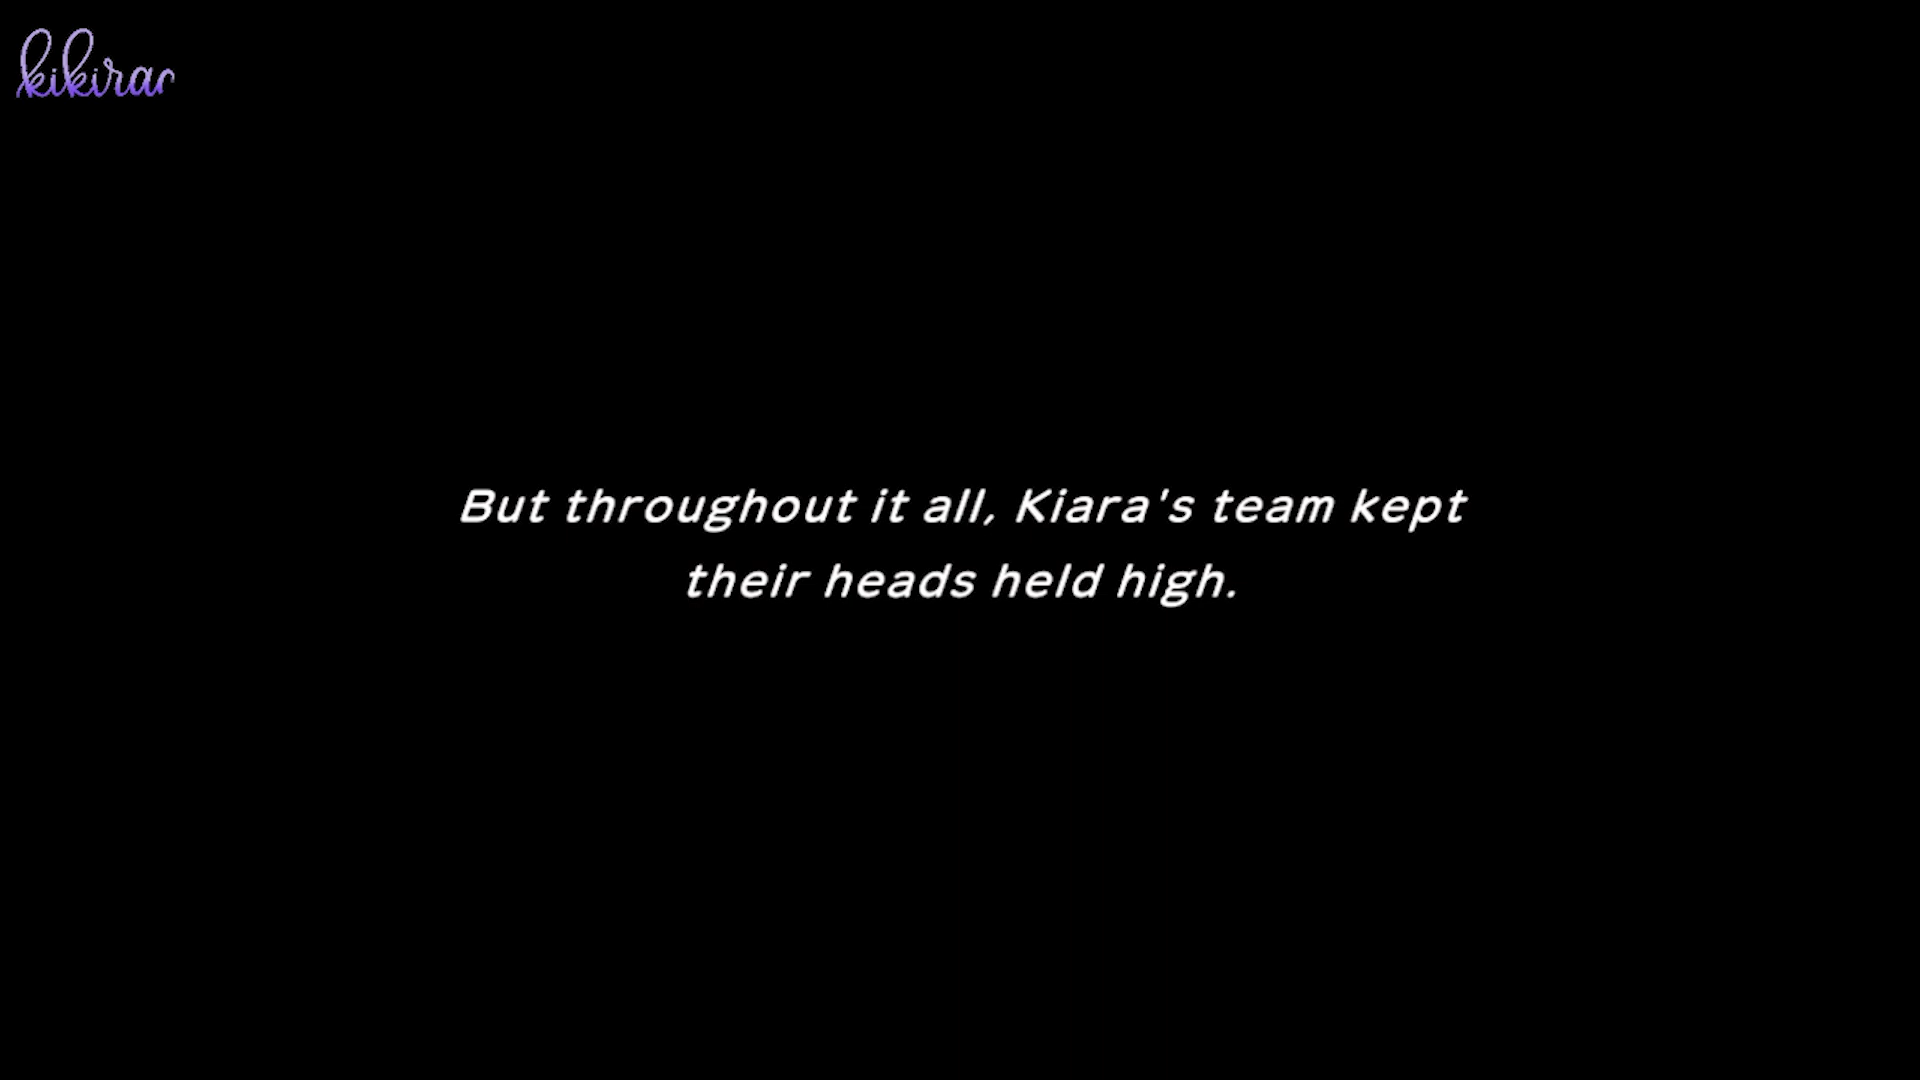 kikirar
But throughout it all, Kiara's team kept
their heads held high.